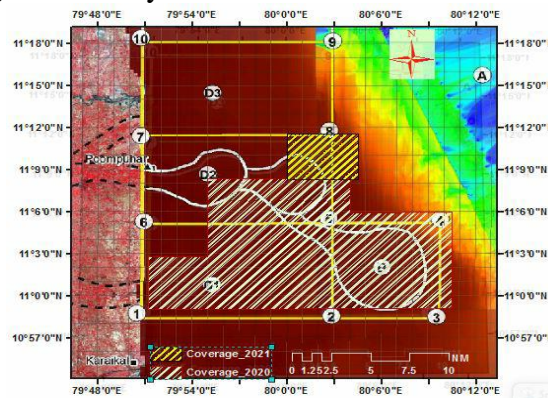 79°48'0"E 79°54'0"E 80°0'0"E 80°6'0"E 80°12'0"E
10 9 N
11°18'0"N 11°18'0"N
A
11°15'0"N D3 11°15'0"N
11°12'0"N 7 8 11°12'0"N
Poompuhar
11°9'0"N D2 11°9'0"N
11°6'0"N 6 5 4 11°6'0"N
11°3'0"N 11°3'0"N
D1
11°0'0"N 11°0'0"N
1 2 3
10°57'0"N 10°57'0"N
Coverage_2021
Karaikal Coverage_2020
NM
0 1.25 2.5 5 7.5 10
79°48'0"E 79°54'0"E 80°0'0"E 80°6'0"E 80°12'0"E